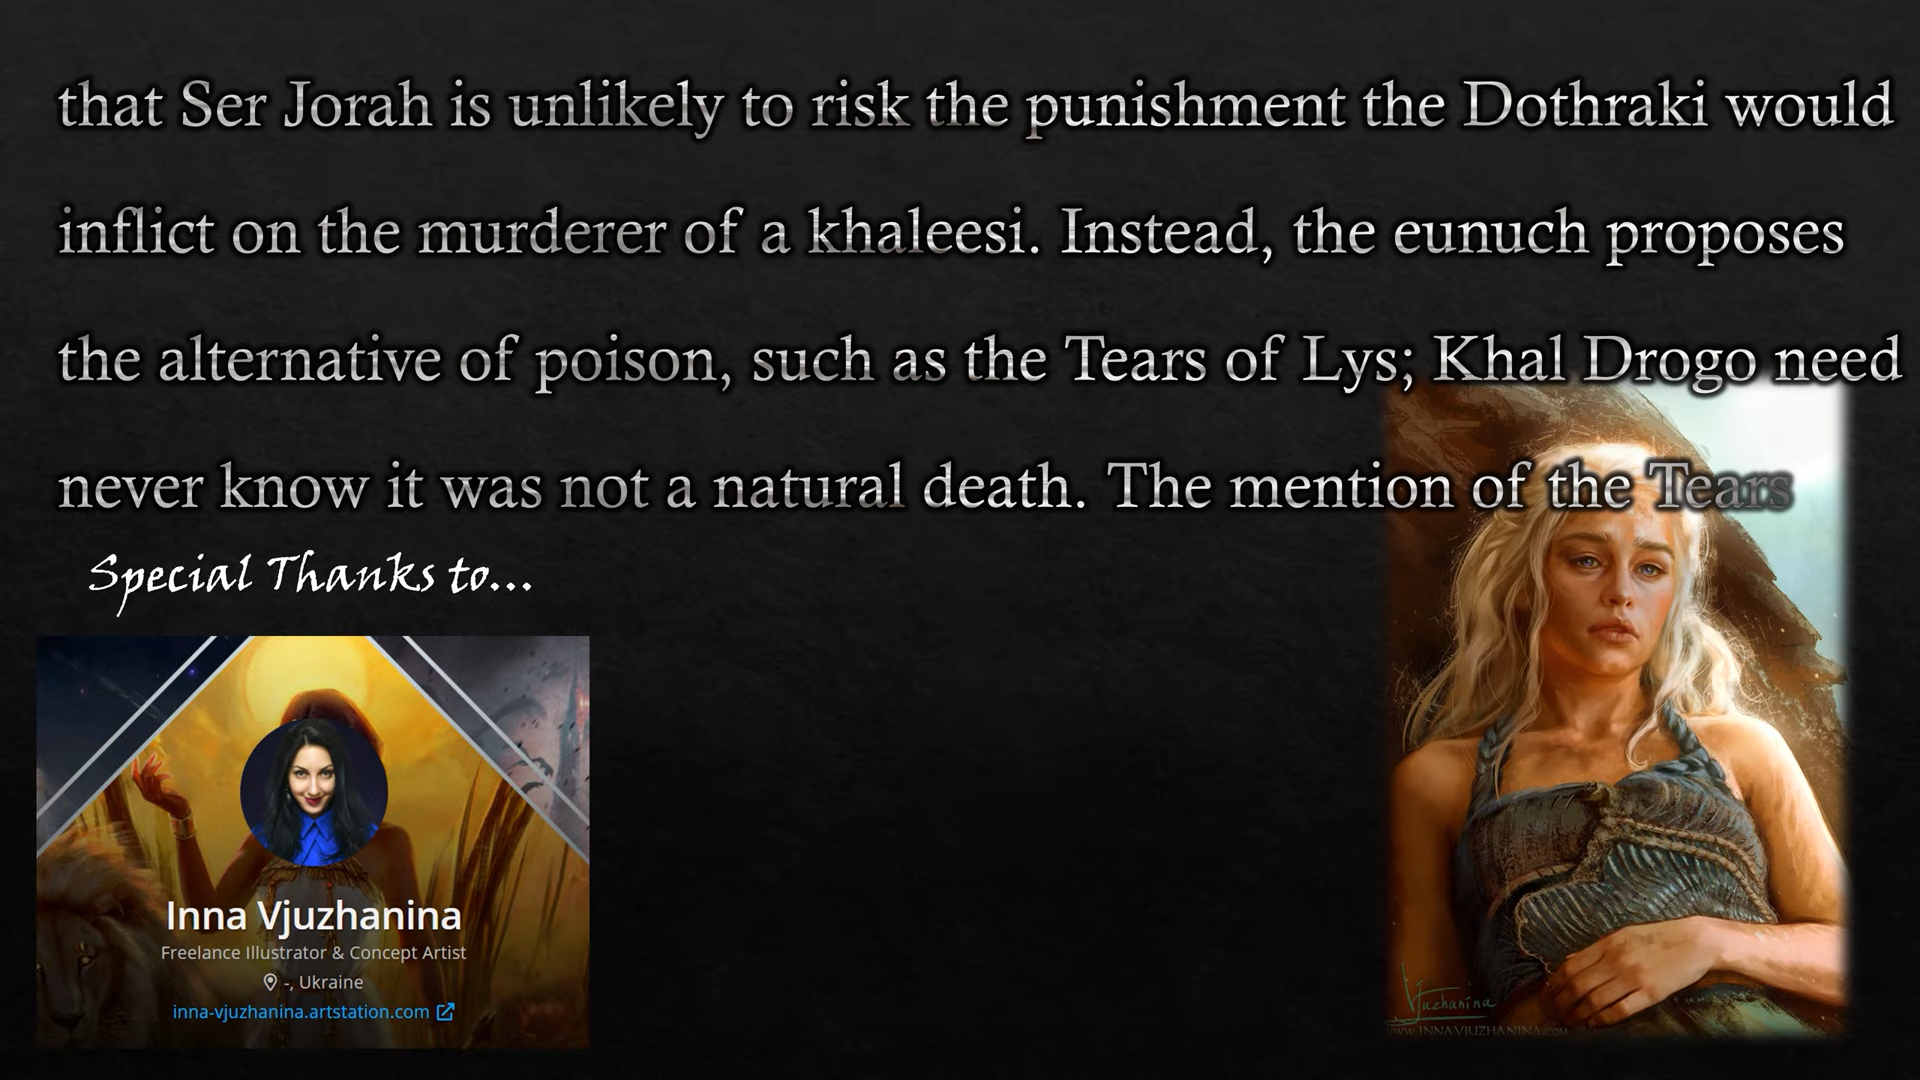 that Ser Jorah is unlikely to risk the punishment the Dothraki would
inflict on the murderer of a khaleesi. Instead, the eunuch proposes
the alternative of poison, such as the Tears of Lys; Khal Drogo need
never know it was not a natural death. The mention of the Tears
Special Thanks to...
Inna Vjuzhanina
Freelance Illustrator & Concept Artist
-, Ukraine
inna-vjuzhanina.artstation.com
Vjuzhanina
WWW.INNAVJUZHANINA.COM